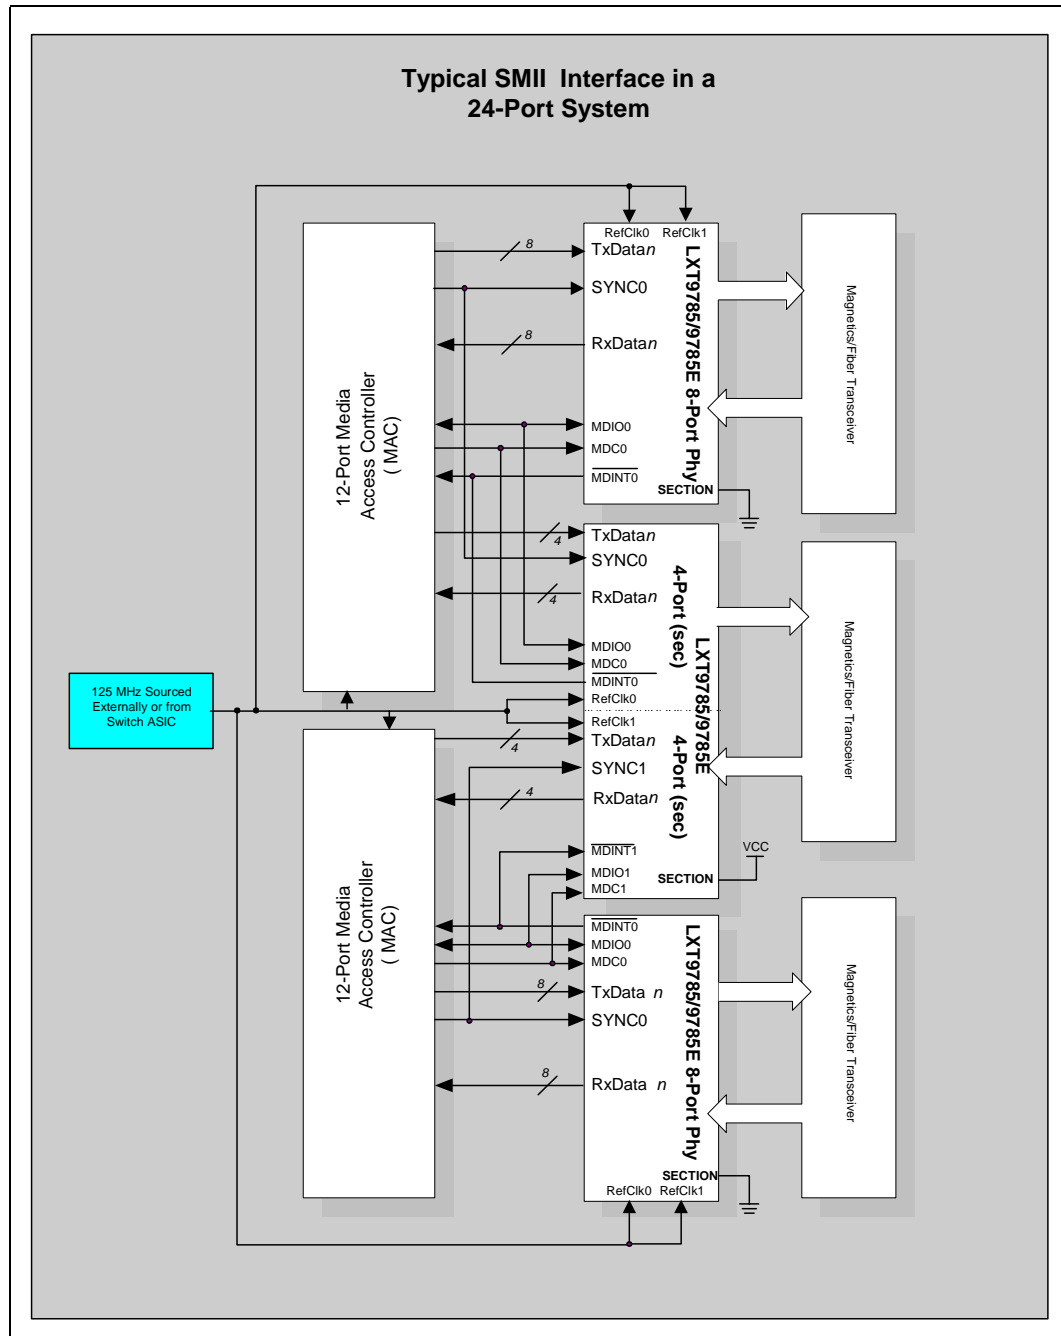 Typical SMII Interface in a
24-Port System
RefClk0 RefClk1
TxDatan
8
SYNC0
RxDatan
8
MDIO0
MDC0
MDINT0
SECTION
LXT9785/9785E 8-Port Phy
Magnetics/Fiber Transceiver
12-Port Media
Access Controller
( MAC)
TxDatan
4
SYNC0
RxDatan
4
MDIO0
MDC0
MDINT0
RefClk0
4-Port (sec)
LXT9785/9785E
Magnetics/Fiber Transceiver
125 MHz Sourced
Externally or from
Switch ASIC
RefClk1
TxDatan
4
SYNC1
RxDatan
4
4-Port (sec)
MDINT1
MDIO1
MDC1
SECTION
VCC
12-Port Media
Access Controller
( MAC)
MDINT0
MDIO0
MDC0
TxData n
8
SYNC0
RxData n
8
LXT9785/9785E 8-Port Phy
SECTION
RefClk0 RefClk1
Magnetics/Fiber Transceiver